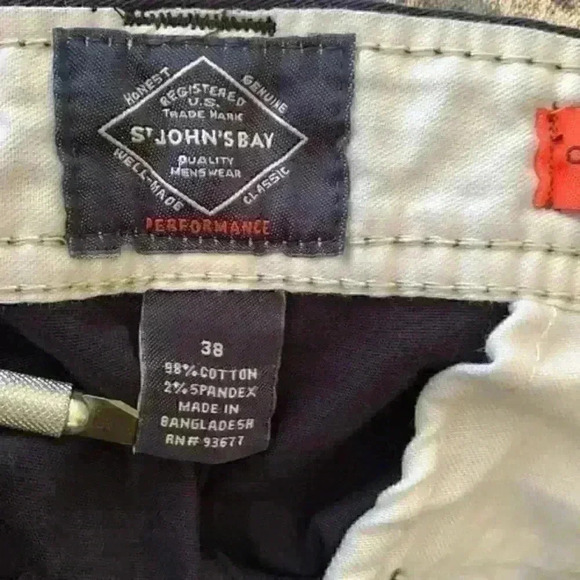 HONEST
GENUINE
REGISTERED
U.S.
TRADE MARK
ST JOHN'S BAY
QUALITY
MENSWEAR
WELL-MADE
CLASSIC
PERFORMANCE
38
98% COTTON
2% SPANDEX
MADE IN
BANGLADESH
RN# 93677